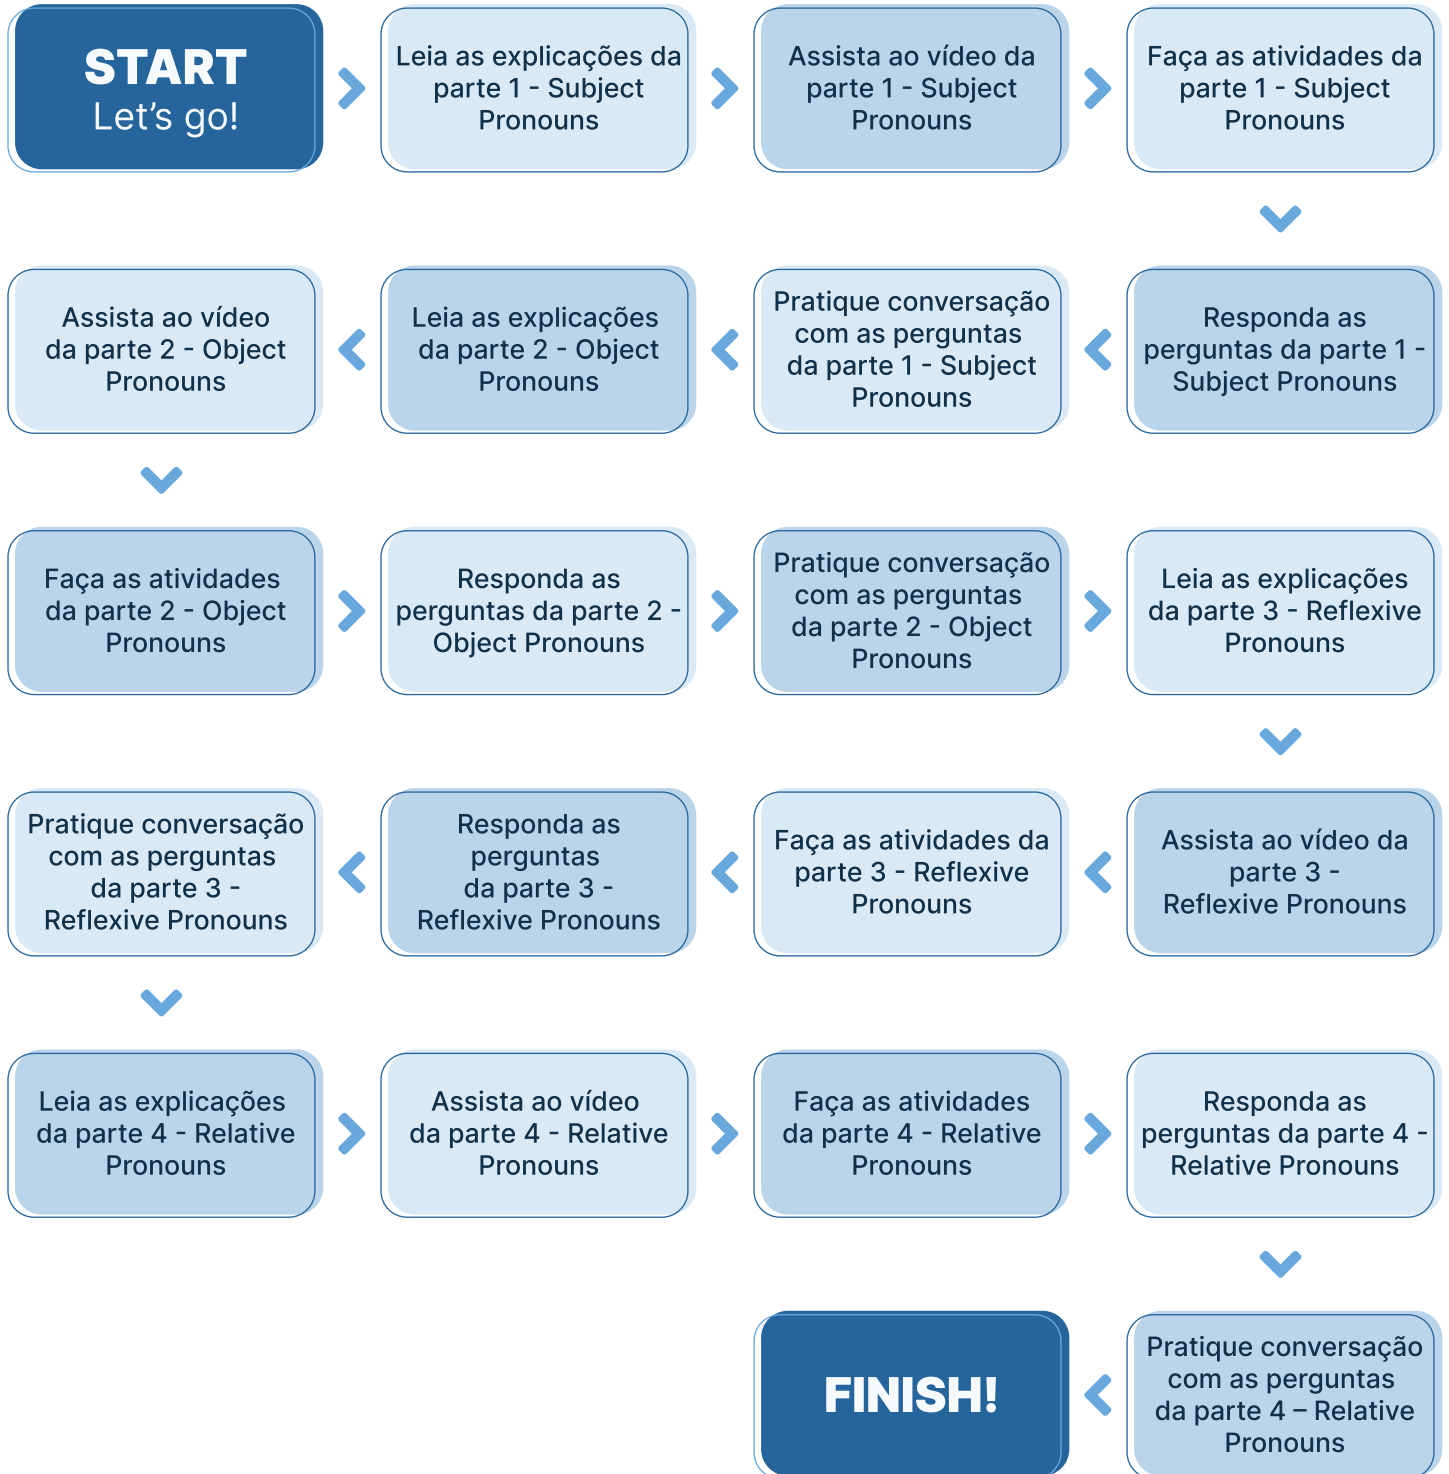 START
Let’s go!
Leia as explicações da
parte 1 - Subject
Pronouns
Assista ao vídeo da
parte 1 - Subject
Pronouns
Faça as atividades da
parte 1 - Subject
Pronouns
Responda as
perguntas da parte 1 -
Subject Pronouns
Pratique conversação
com as perguntas
da parte 1 - Subject
Pronouns
Leia as explicações
da parte 2 - Object
Pronouns
Assista ao vídeo
da parte 2 - Object
Pronouns
Faça as atividades
da parte 2 - Object
Pronouns
Responda as
perguntas da parte 2 -
Object Pronouns
Pratique conversação
com as perguntas
da parte 2 - Object
Pronouns
Leia as explicações
da parte 3 - Reflexive
Pronouns
Assista ao vídeo da
parte 3 -
Reflexive Pronouns
Faça as atividades da
parte 3 - Reflexive
Pronouns
Responda as
perguntas
da parte 3 -
Reflexive Pronouns
Pratique conversação
com as perguntas
da parte 3 -
Reflexive Pronouns
Leia as explicações
da parte 4 - Relative
Pronouns
Assista ao vídeo
da parte 4 - Relative
Pronouns
Faça as atividades
da parte 4 - Relative
Pronouns
Responda as
perguntas da parte 4 -
Relative Pronouns
Pratique conversação
com as perguntas
da parte 4 – Relative
Pronouns
FINISH!